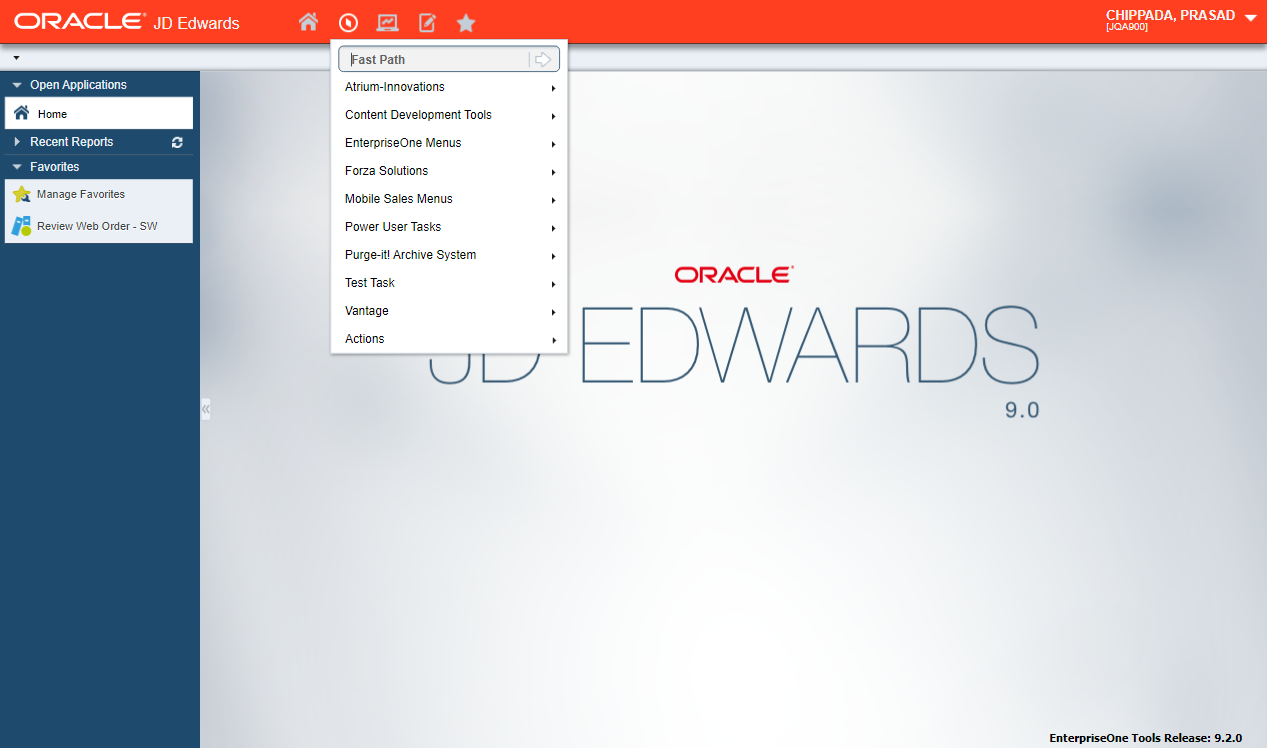 ORACLE® JD Edwards
CHIPPADA, PRASAD
[JQA900]
Open Applications
Home
Recent Reports
Favorites
Manage Favorites
Review Web Order - SW
Fast Path
Atrium-Innovations
Content Development Tools
EnterpriseOne Menus
Forza Solutions
Mobile Sales Menus
Power User Tasks
Purge-it! Archive System
Test Task
Vantage
Actions
ORACLE®
JD EDWARDS
9.0
EnterpriseOne Tools Release: 9.2.0